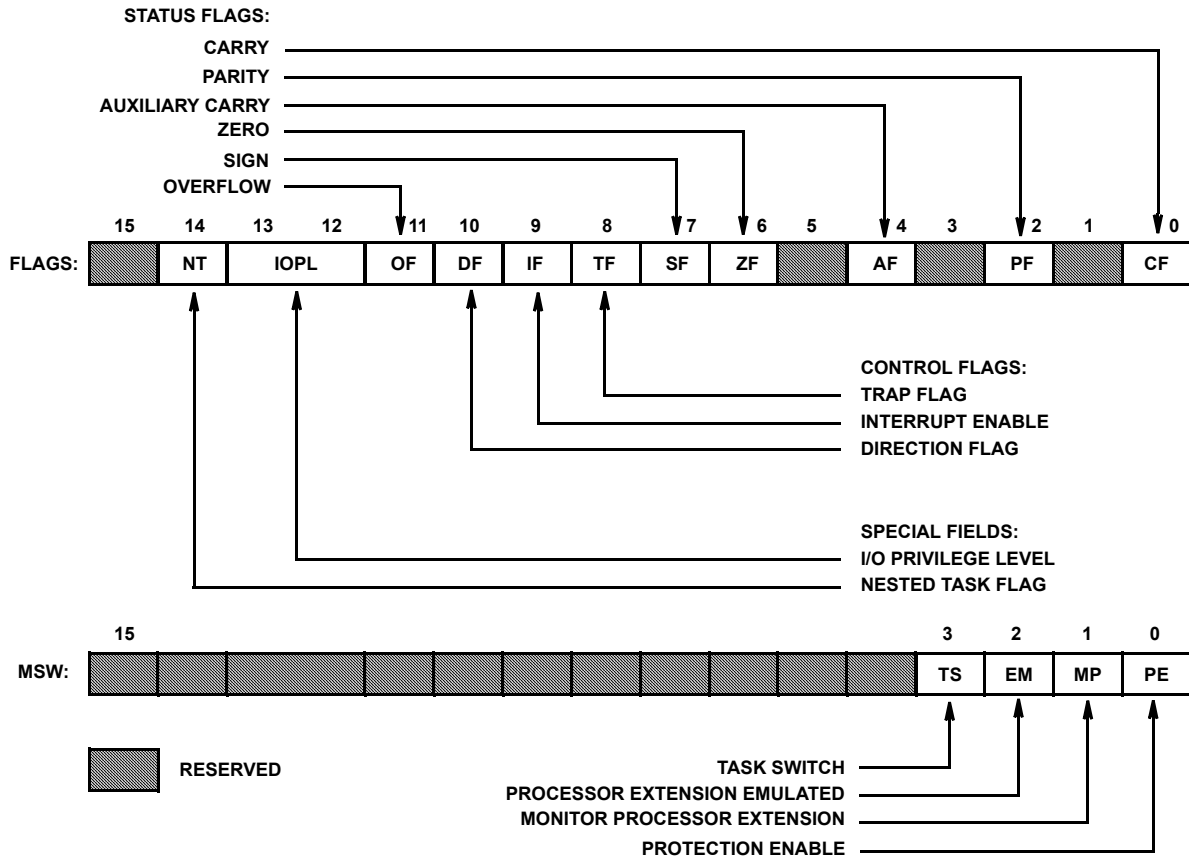 STATUS FLAGS:
CARRY
PARITY
AUXILIARY CARRY
ZERO
SIGN
OVERFLOW
15 14 13 12 11 10 9 8 7 6 5 4 3 2 1 0
FLAGS: NT IOPL OF DF IF TF SF ZF AF PF CF
CONTROL FLAGS:
TRAP FLAG
INTERRUPT ENABLE
DIRECTION FLAG
SPECIAL FIELDS:
I/O PRIVILEGE LEVEL
NESTED TASK FLAG
15 3 2 1 0
MSW: TS EM MP PE
RESERVED
TASK SWITCH
PROCESSOR EXTENSION EMULATED
MONITOR PROCESSOR EXTENSION
PROTECTION ENABLE